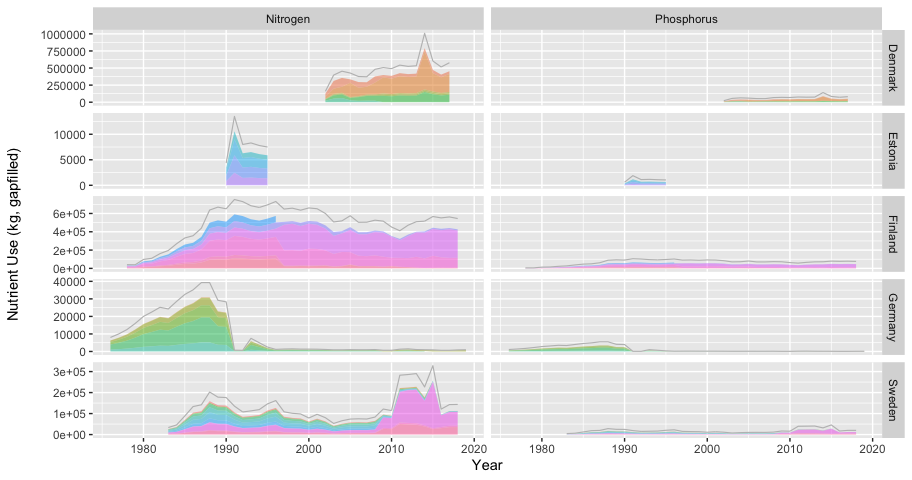 Nitrogen Phosphorus
Nutrient Use (kg, gapfilled)
1000000
750000
500000
250000
0
Denmark
10000
5000
0
Estonia
6e+05
4e+05
2e+05
0e+00
Finland
40000
30000
20000
10000
0
Germany
3e+05
2e+05
1e+05
0e+00
Sweden
1980 1990 2000 2010 2020 1980 1990 2000 2010 2020
Year